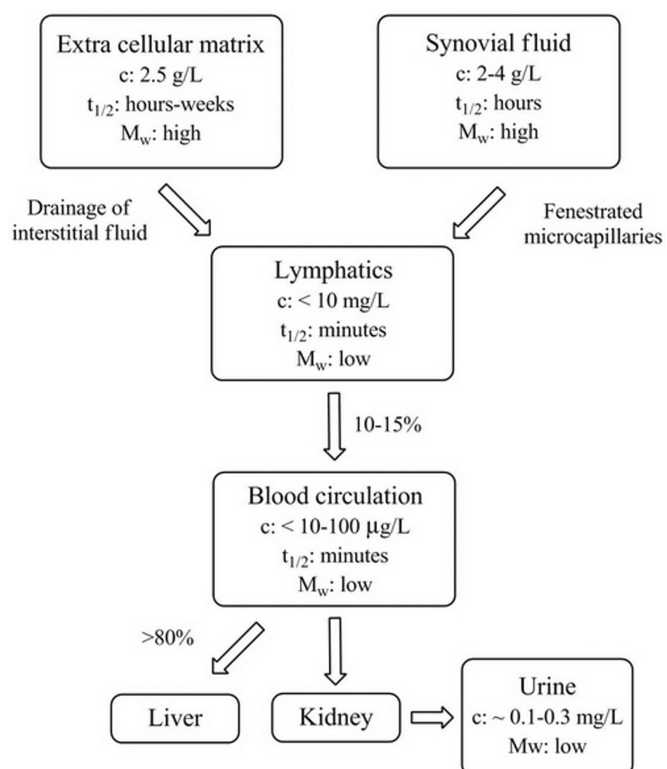 Extra cellular matrix
c: 2.5 g/L
t1/2: hours-weeks
Mw: high
Synovial fluid
c: 2-4 g/L
t1/2: hours
Mw: high
Drainage of
interstitial fluid
Fenestrated
microcapillaries
Lymphatics
c: < 10 mg/L
t1/2: minutes
Mw: low
10-15%
Blood circulation
c: < 10-100 µg/L
t1/2: minutes
Mw: low
>80%
Liver
Kidney
Urine
c: ~ 0.1-0.3 mg/L
Mw: low